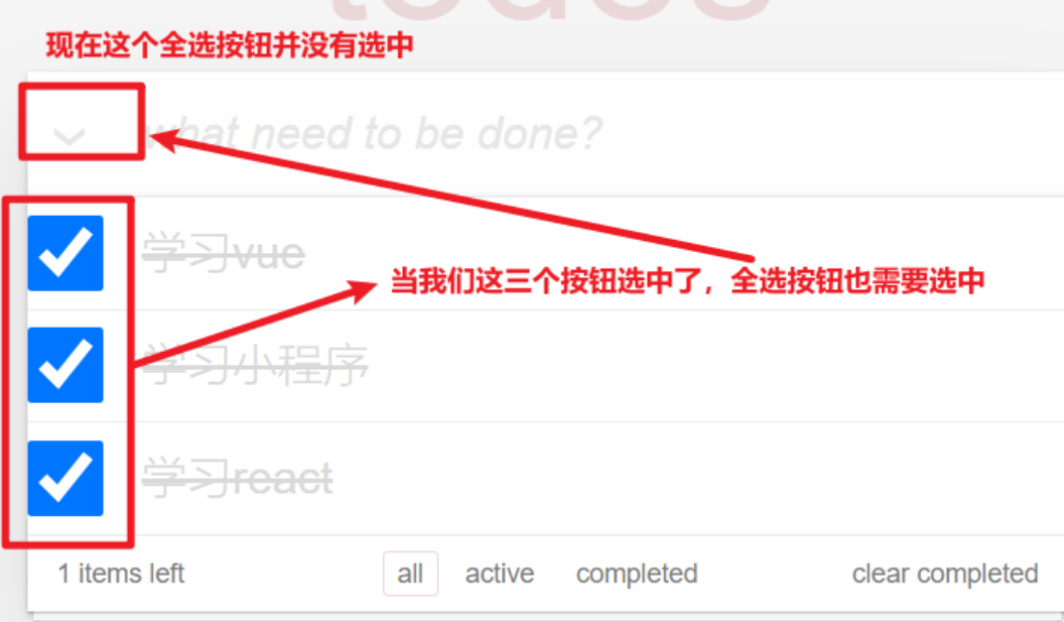 todos
现在这个全选按钮并没有选中
what need to be done?
学习vue
当我们这三个按钮选中了，全选按钮也需要选中
学习小程序
学习react
1 items left all active completed clear completed